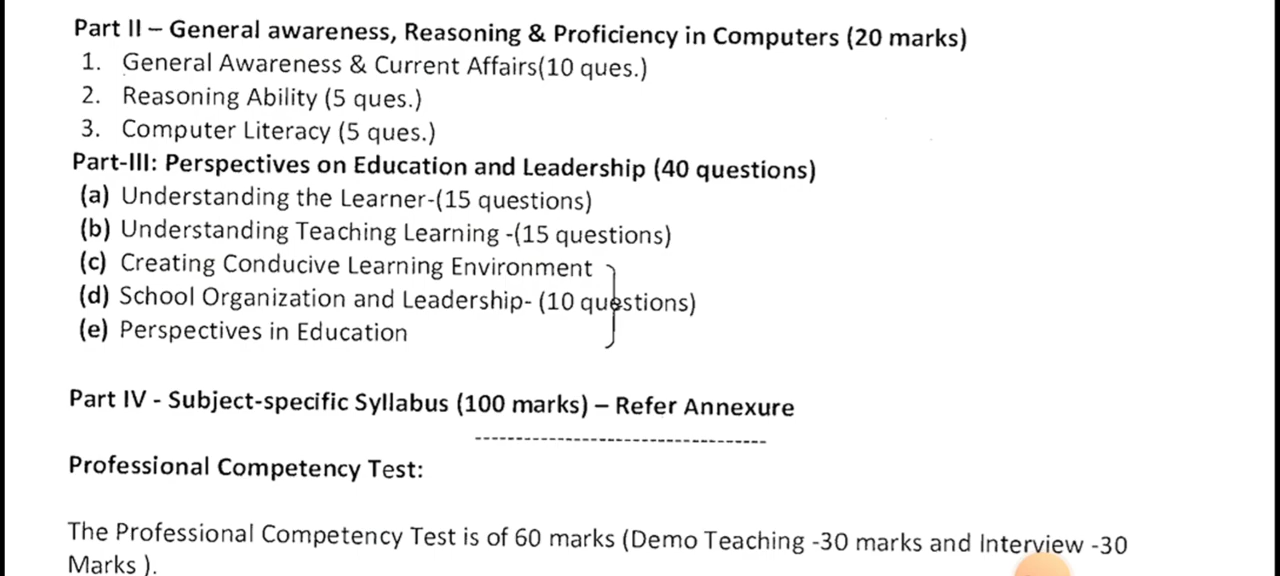 Part II – General awareness, Reasoning & Proficiency in Computers (20 marks)
1. General Awareness & Current Affairs(10 ques.)
2. Reasoning Ability (5 ques.)
3. Computer Literacy (5 ques.)
Part-III: Perspectives on Education and Leadership (40 questions)
(a) Understanding the Learner-(15 questions)
(b) Understanding Teaching Learning -(15 questions)
(c) Creating Conducive Learning Environment
(d) School Organization and Leadership- (10 questions)
(e) Perspectives in Education
Part IV - Subject-specific Syllabus (100 marks) – Refer Annexure
----------------------------------
Professional Competency Test:
The Professional Competency Test is of 60 marks (Demo Teaching -30 marks and Interview -30
Marks ).